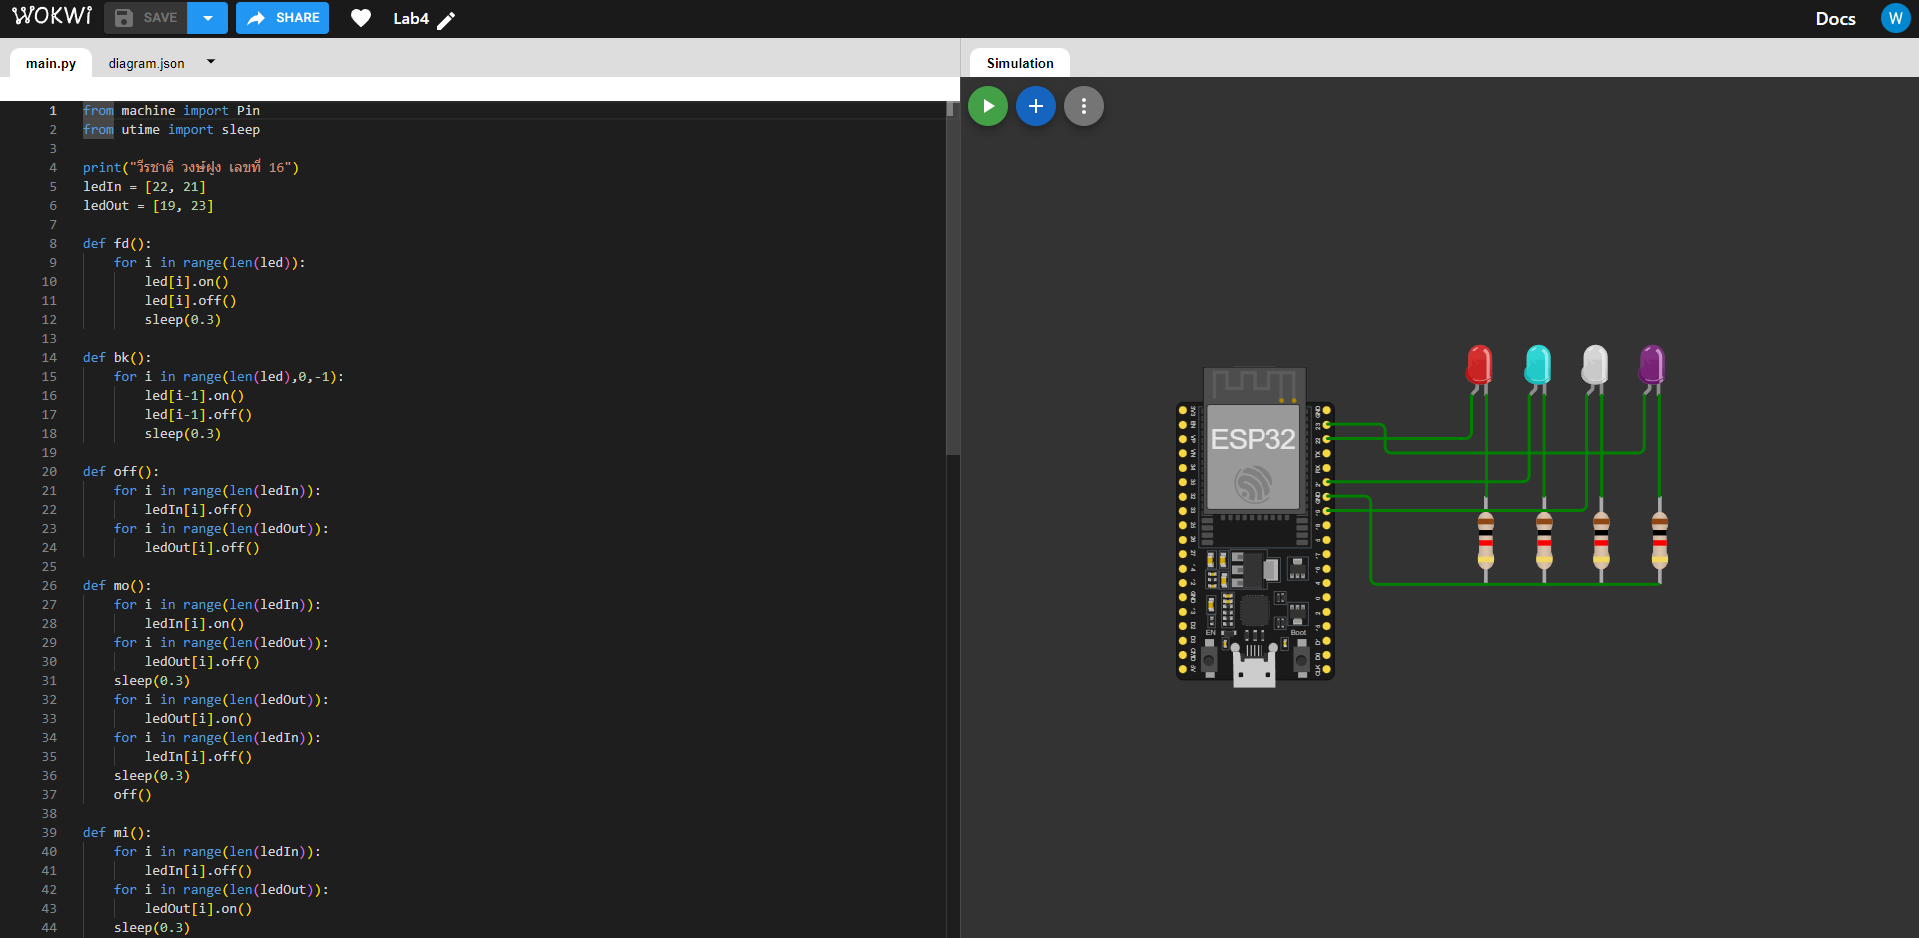 WOKWI
SAVE
SHARE
Lab4
Docs
W
main.py
diagram.json
Simulation
1 from machine import Pin
2 from utime import sleep
3
4 print("วีรชาติ วงษ์ฝูง เลขที่ 16")
5 ledIn = [22, 21]
6 ledOut = [19, 23]
7
8 def fd():
9 for i in range(len(led)):
10 led[i].on()
11 led[i].off()
12 sleep(0.3)
13
14 def bk():
15 for i in range(len(led),0,-1):
16 led[i-1].on()
17 led[i-1].off()
18 sleep(0.3)
19
20 def off():
21 for i in range(len(ledIn)):
22 ledIn[i].off()
23 for i in range(len(ledOut)):
24 ledOut[i].off()
25
26 def mo():
27 for i in range(len(ledIn)):
28 ledIn[i].on()
29 for i in range(len(ledOut)):
30 ledOut[i].off()
31 sleep(0.3)
32 for i in range(len(ledOut)):
33 ledOut[i].on()
34 for i in range(len(ledIn)):
35 ledIn[i].off()
36 sleep(0.3)
37 off()
38
39 def mi():
40 for i in range(len(ledIn)):
41 ledIn[i].off()
42 for i in range(len(ledOut)):
43 ledOut[i].on()
44 sleep(0.3)
ESP32
EN
Boot